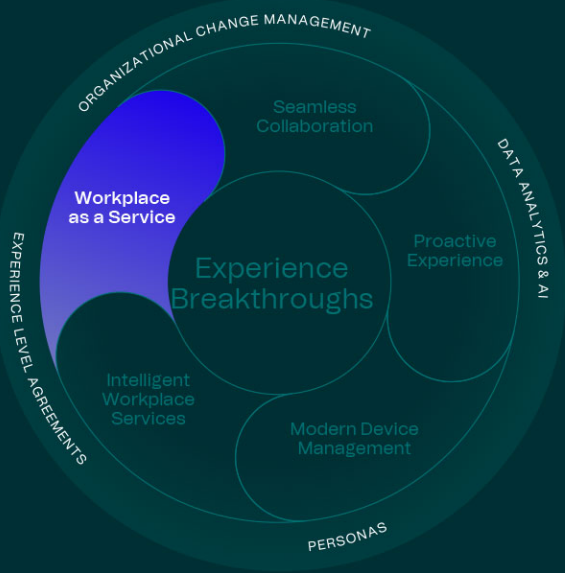 ORGANIZATIONAL CHANGE MANAGEMENT
Seamless
Collaboration
DATA ANALYTICS & AI
Workplace
as a Service
Proactive
Experience
Experience
Breakthroughs
EXPERIENCE LEVEL AGREEMENTS
Intelligent
Workplace
Services
Modern Device
Management
PERSONAS